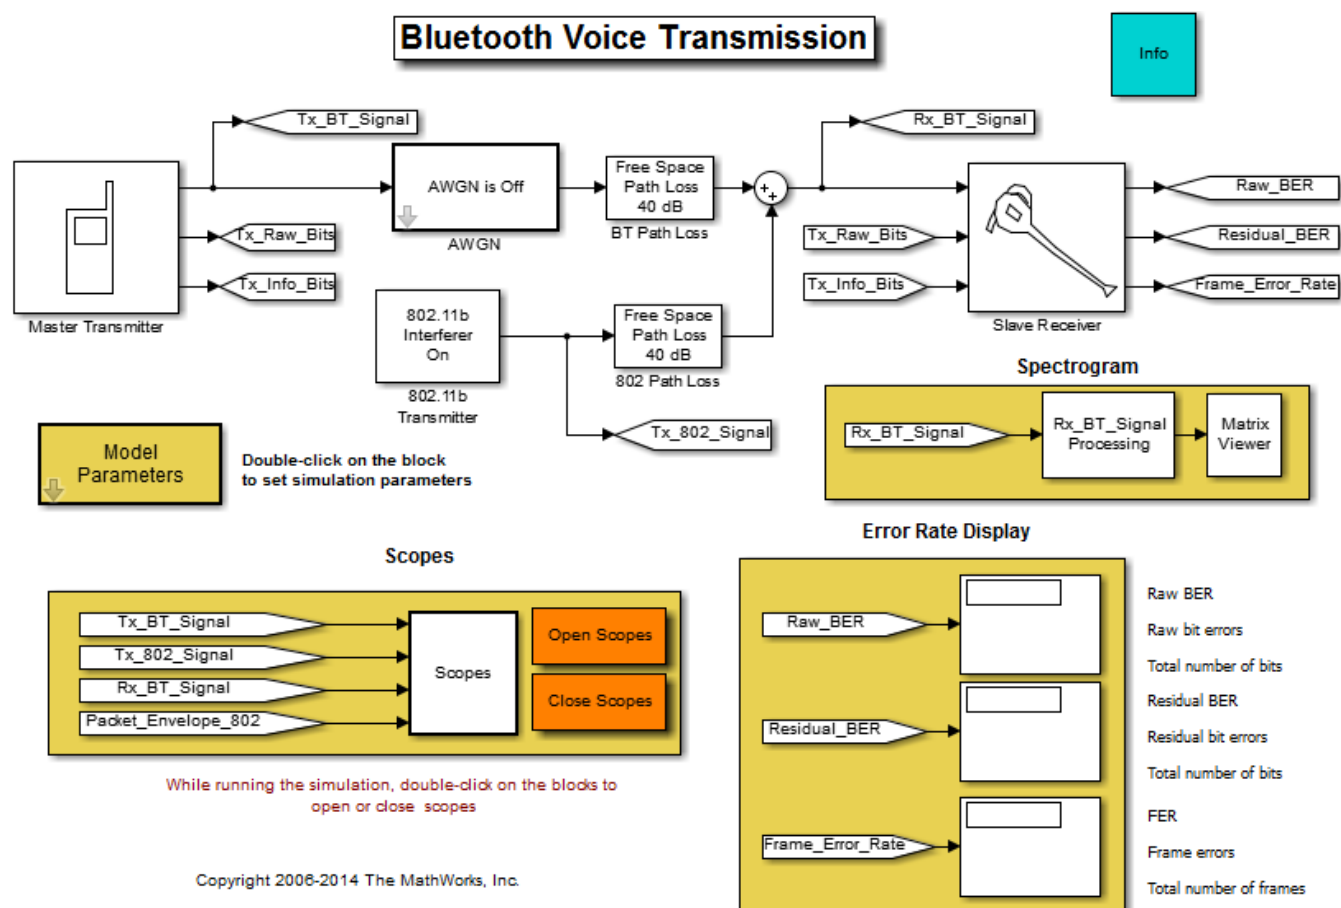 Bluetooth Voice Transmission
Info
Tx_BT_Signal
Rx_BT_Signal
AWGN is Off
AWGN
Free Space
Path Loss
40 dB
BT Path Loss
Tx_Raw_Bits
Tx_Info_Bits
Master Transmitter
Tx_Raw_Bits
Tx_Info_Bits
Slave Receiver
Raw_BER
Residual_BER
Frame_Error_Rate
802.11b
Interferer
On
802.11b
Transmitter
Free Space
Path Loss
40 dB
802 Path Loss
Tx_802_Signal
Spectrogram
Rx_BT_Signal
Rx_BT_Signal
Processing
Matrix
Viewer
Model
Parameters
Double-click on the block
to set simulation parameters
Scopes
Tx_BT_Signal
Tx_802_Signal
Rx_BT_Signal
Packet_Envelope_802
Scopes
Open Scopes
Close Scopes
While running the simulation, double-click on the blocks to
open or close scopes
Error Rate Display
Raw_BER
Raw BER
Raw bit errors
Total number of bits
Residual_BER
Residual BER
Residual bit errors
Total number of bits
Frame_Error_Rate
FER
Frame errors
Total number of frames
Copyright 2006-2014 The MathWorks, Inc.